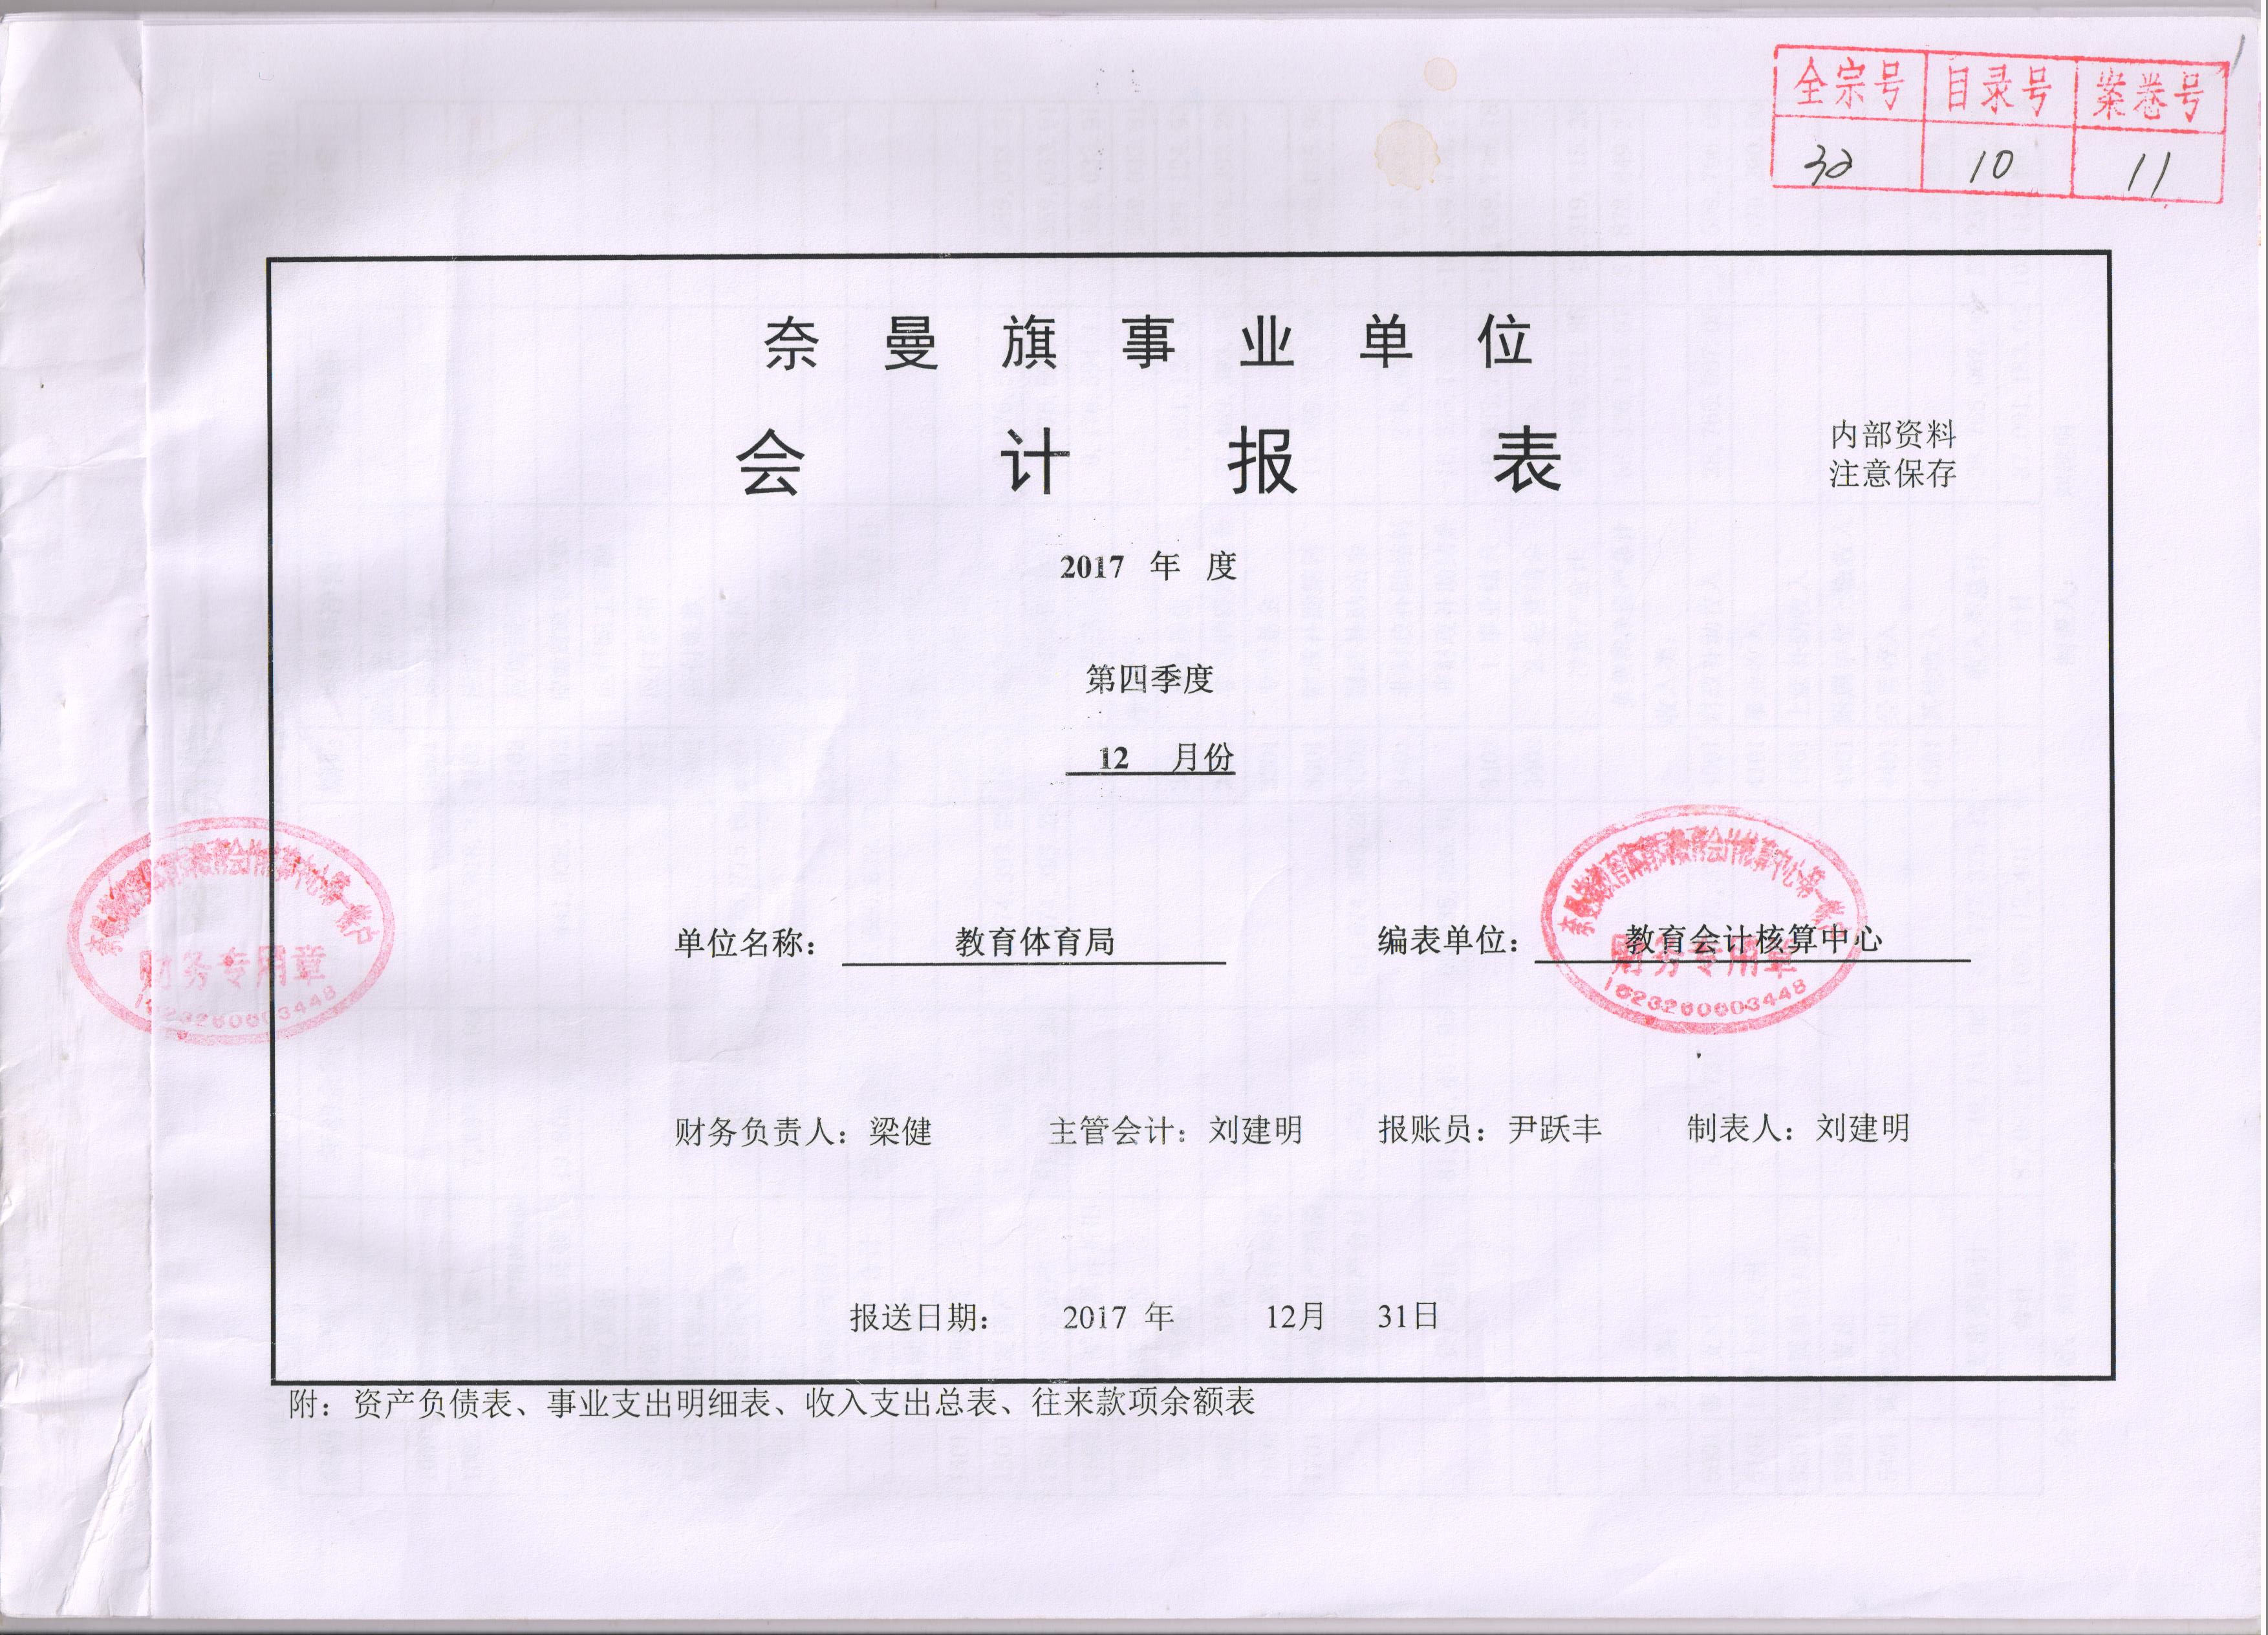 全宗号 目录号 案卷号
32 10 11
奈曼旗事业单位
会计报表
内部资料
注意保存
2017 年 度
第四季度
12 月份
单位名称： 教育体育局 编表单位： 教育会计核算中心
财务专用章
财务专用章
财务负责人：梁健 主管会计：刘建明 报账员：尹跃丰 制表人：刘建明
报送日期： 2017 年 12月 31日
附：资产负债表、事业支出明细表、收入支出总表、往来款项余额表